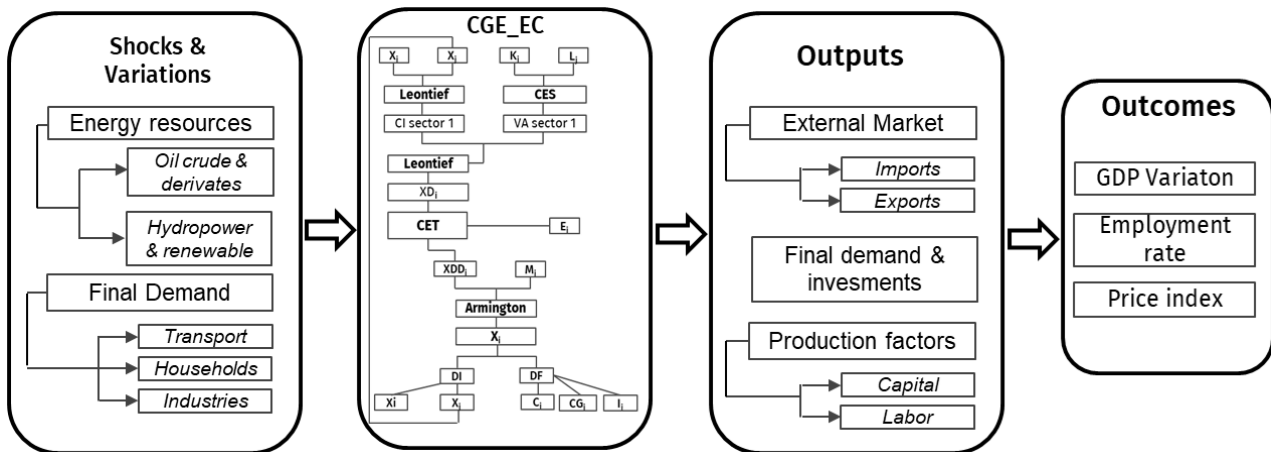 Shocks &
Variations
Energy resources
Oil crude &
derivates
Hydropower
& renewable
Final Demand
Transport
Households
Industries
CGE_EC
Xi Xj Ki Lj
Leontief CES
CI sector 1 VA sector 1
Leontief
XDi
CET Ei
XDDi Mi
Armington
Xi
DI DF
Xi Xj Ci CGi Ii
Outputs
External Market
Imports
Exports
Final demand &
invesments
Production factors
Capital
Labor
Outcomes
GDP Variaton
Employment
rate
Price index